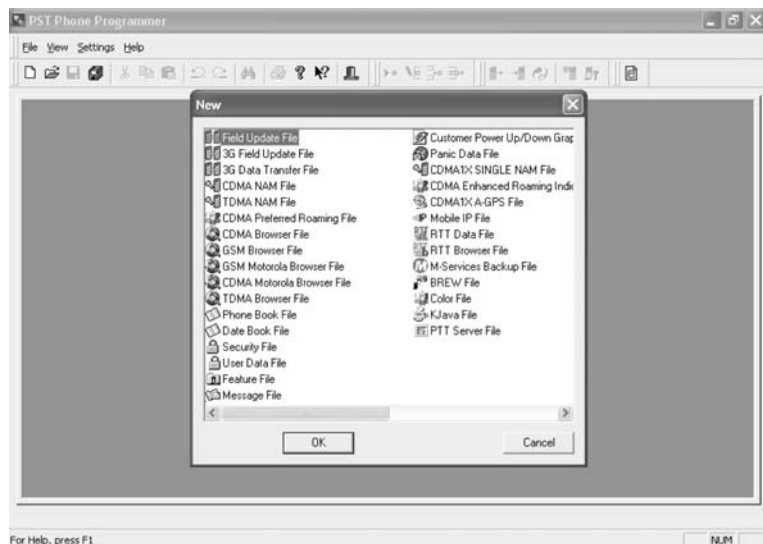 PST Phone Programmer
File View Settings Help
New
Field Update File
3G Field Update File
3G Data Transfer File
CDMA NAM File
TDMA NAM File
CDMA Preferred Roaming File
CDMA Browser File
GSM Browser File
GSM Motorola Browser File
CDMA Motorola Browser File
TDMA Browser File
Phone Book File
Date Book File
Security File
User Data File
Feature File
Message File
Customer Power Up/Down Grap
Panic Data File
CDMA1X SINGLE NAM File
CDMA Enhanced Roaming Indic
CDMA1X A-GPS File
Mobile IP File
RTT Data File
RTT Browser File
M-Services Backup File
BREW File
Color File
KJava File
PTT Server File
OK
Cancel
For Help, press F1
NUM